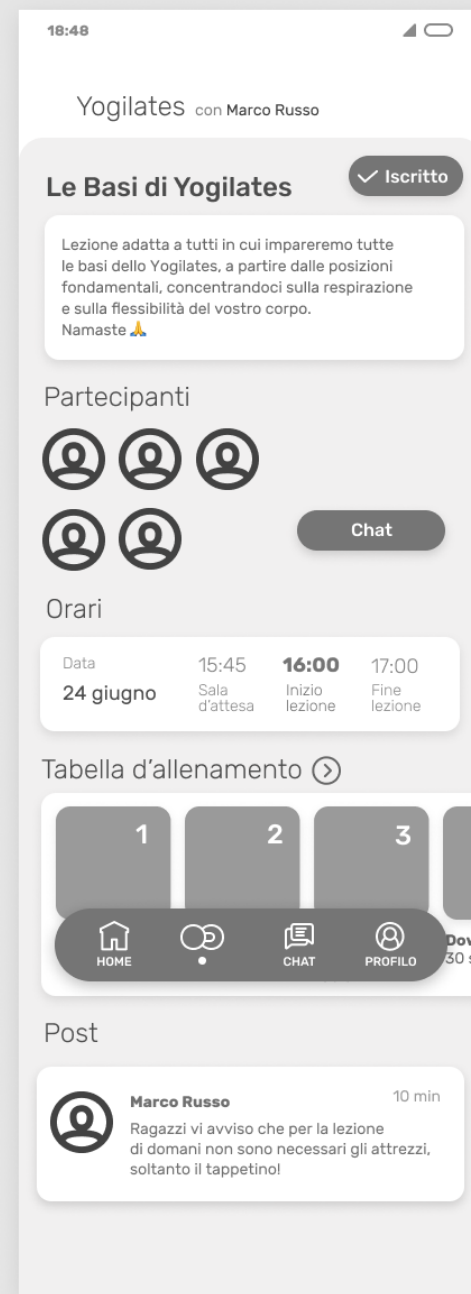 18:48
Yogilates con Marco Russo
Le Basi di Yogilates
Iscritto
Lezione adatta a tutti in cui impareremo tutte
le basi dello Yogilates, a partire dalle posizioni
fondamentali, concentrandoci sulla respirazione
e sulla flessibilità del vostro corpo.
Namaste 🙏
Partecipanti
Chat
Orari
Data
24 giugno
15:45
Sala
d'attesa
16:00
Inizio
lezione
17:00
Fine
lezione
Tabella d'allenamento
1
2
3
HOME
CHAT
PROFILO
30 s
Post
Marco Russo
10 min
Ragazzi vi avviso che per la lezione
di domani non sono necessari gli attrezzi,
soltanto il tappetino!